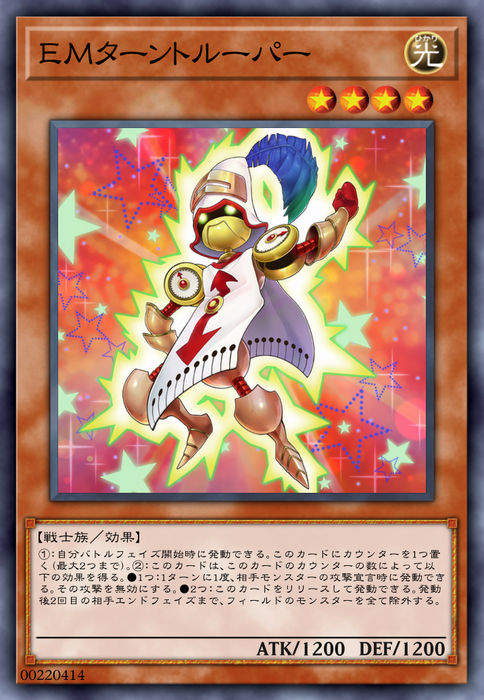 EMターントルーパー
ひかり
光
【戦士族／効果】
①：自分バトルフェイズ開始時に発動できる。このカードにカウンターを1つ置
く（最大2つまで）。②：このカードは、このカードのカウンターの数によって以
下の効果を得る。●1つ：1ターンに1度、相手モンスターの攻撃宣言時に発動でき
る。その攻撃を無効にする。●2つ：このカードをリリースして発動できる。発動
後2回目の相手エンドフェイズまで、フィールドのモンスターを全て除外する。
ATK/1200 DEF/1200
00220414